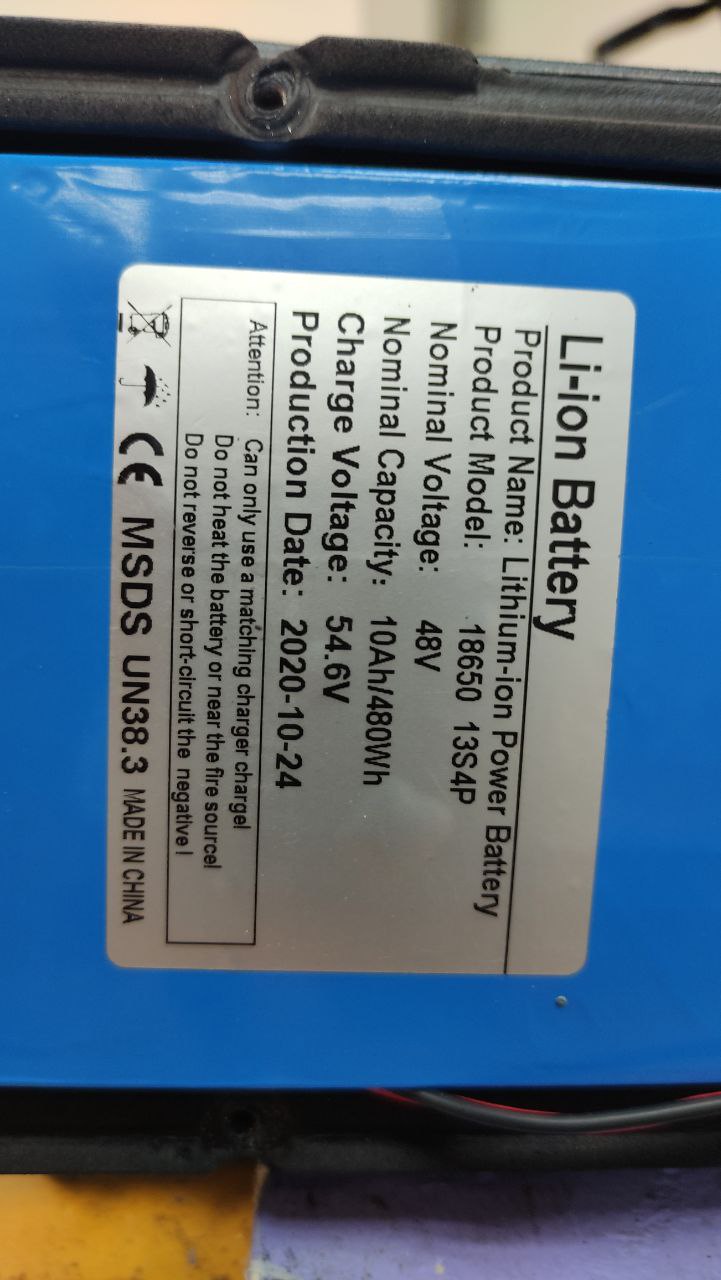 Li-ion Battery
Product Name: Lithium-ion Power Battery
Product Model: 18650 13S4P
Nominal Voltage: 48V
Nominal Capacity: 10Ah/480Wh
Charge Voltage: 54.6V
Production Date: 2020-10-24
Attention: Can only use a matching charger charge!
Do not heat the battery or near the fire source!
Do not reverse or short-circuit the negative!
CE MSDS UN38.3 MADE IN CHINA